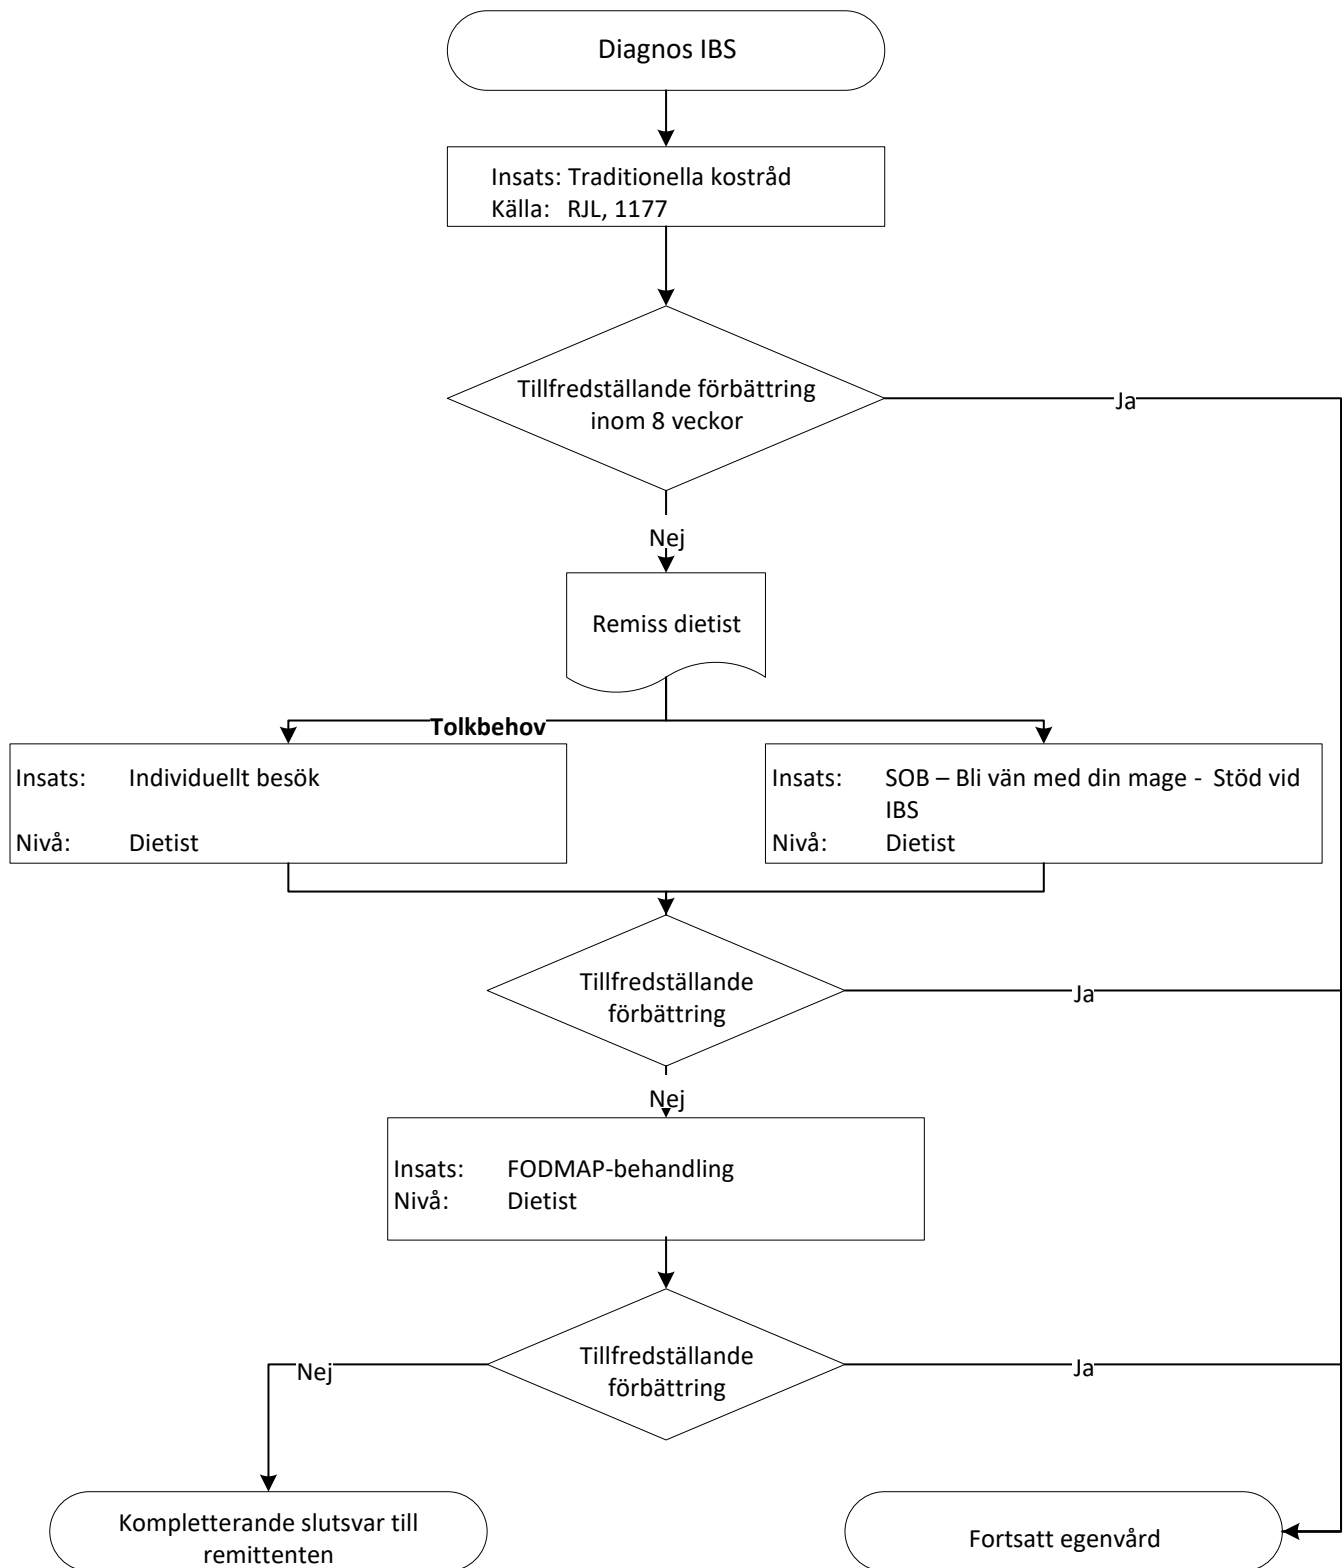 Diagnos IBS
Insats: Traditionella kostråd
Källa: RJL, 1177
Tillfredställande förbättring
inom 8 veckor
Ja
Nej
Remiss dietist
Tolkbehov
Insats: Individuellt besök
Nivå: Dietist
Insats: SOB – Bli vän med din mage - Stöd vid
IBS
Nivå: Dietist
Tillfredställande
förbättring
Ja
Nej
Insats: FODMAP-behandling
Nivå: Dietist
Tillfredställande
förbättring
Nej
Ja
Kompletterande slutsvar till
remittenten
Fortsatt egenvård